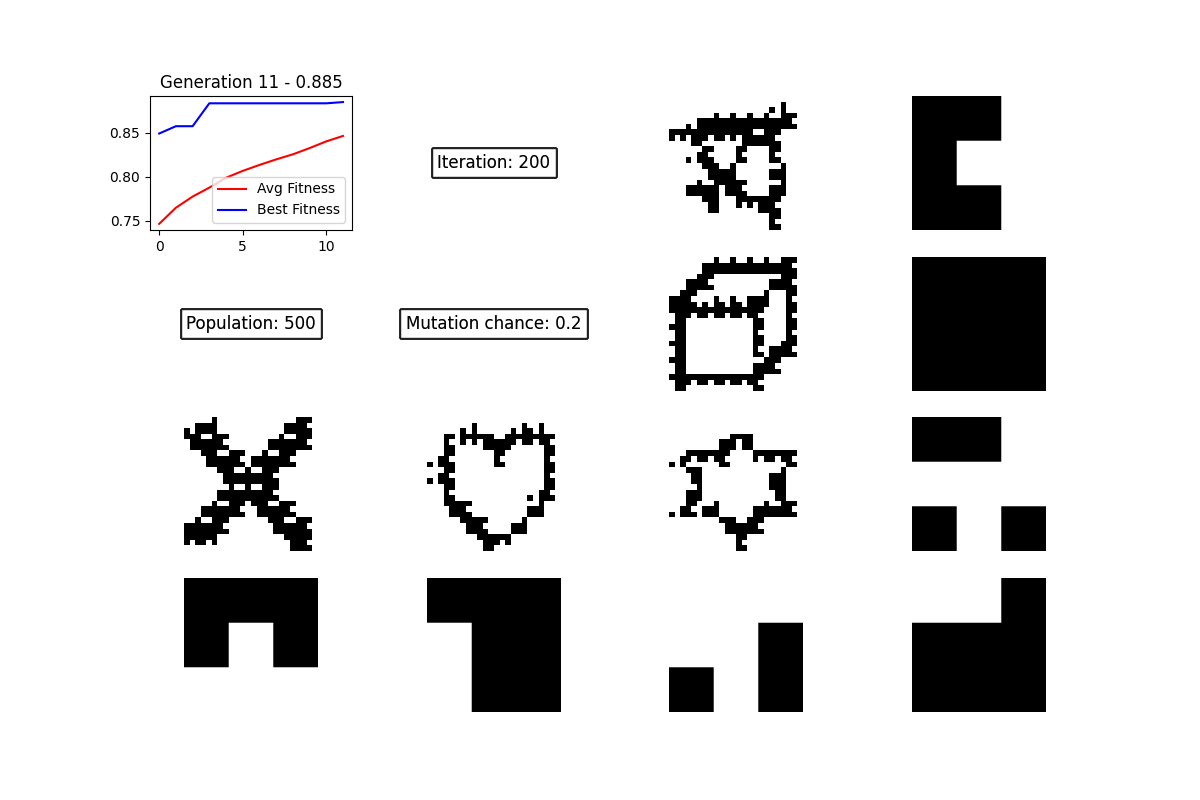 Generation 11 - 0.885
0.85
0.80
0.75
Avg Fitness
Best Fitness
0 5 10
Iteration: 200
Population: 500
Mutation chance: 0.2